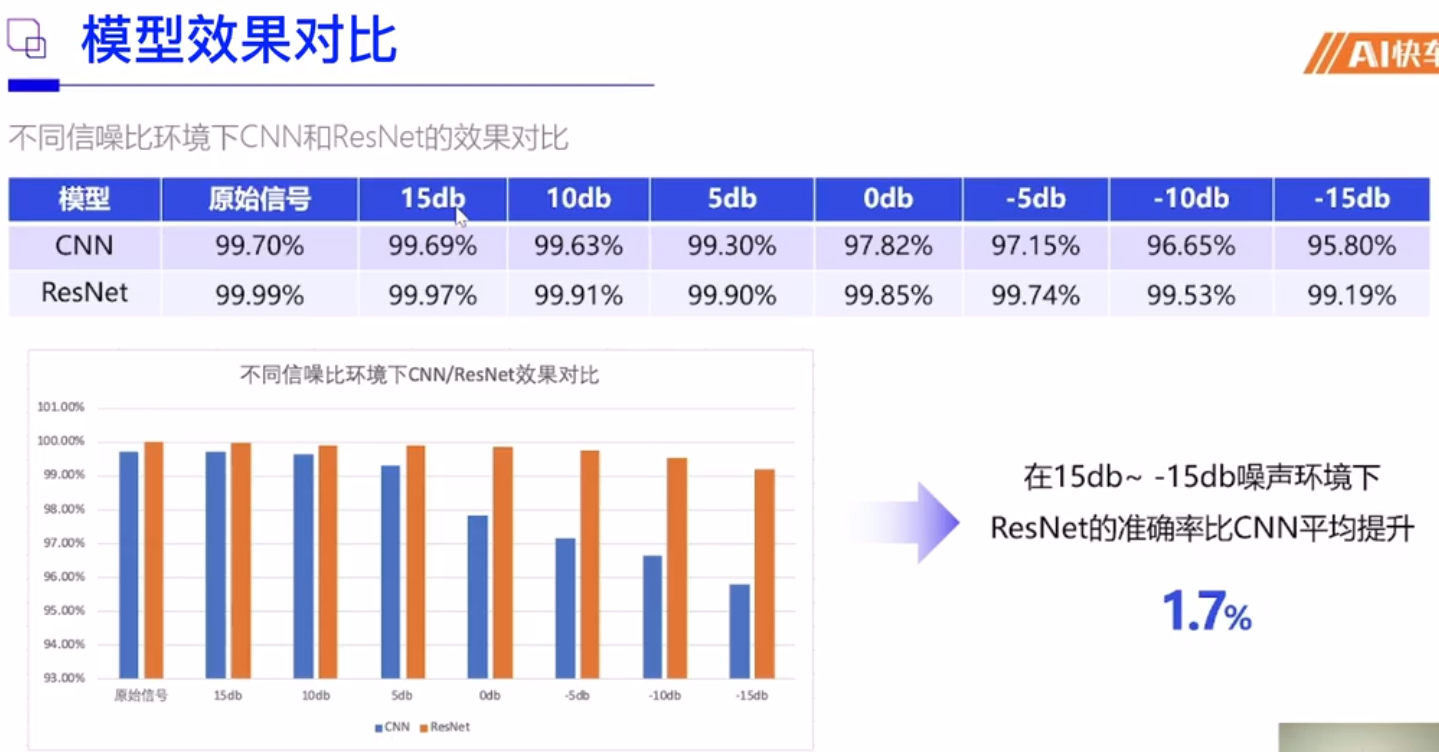 模型效果对比
AI快车
不同信噪比环境下CNN和ResNet的效果对比
模型 原始信号 15db 10db 5db 0db -5db -10db -15db
CNN 99.70% 99.69% 99.63% 99.30% 97.82% 97.15% 96.65% 95.80%
ResNet 99.99% 99.97% 99.91% 99.90% 99.85% 99.74% 99.53% 99.19%
不同信噪比环境下CNN/ResNet效果对比
101.00%
100.00%
99.00%
98.00%
97.00%
96.00%
95.00%
94.00%
93.00%
原始信号 15db 10db 5db 0db -5db -10db -15db
CNN ResNet
在15db~ -15db噪声环境下
ResNet的准确率比CNN平均提升
1.7%